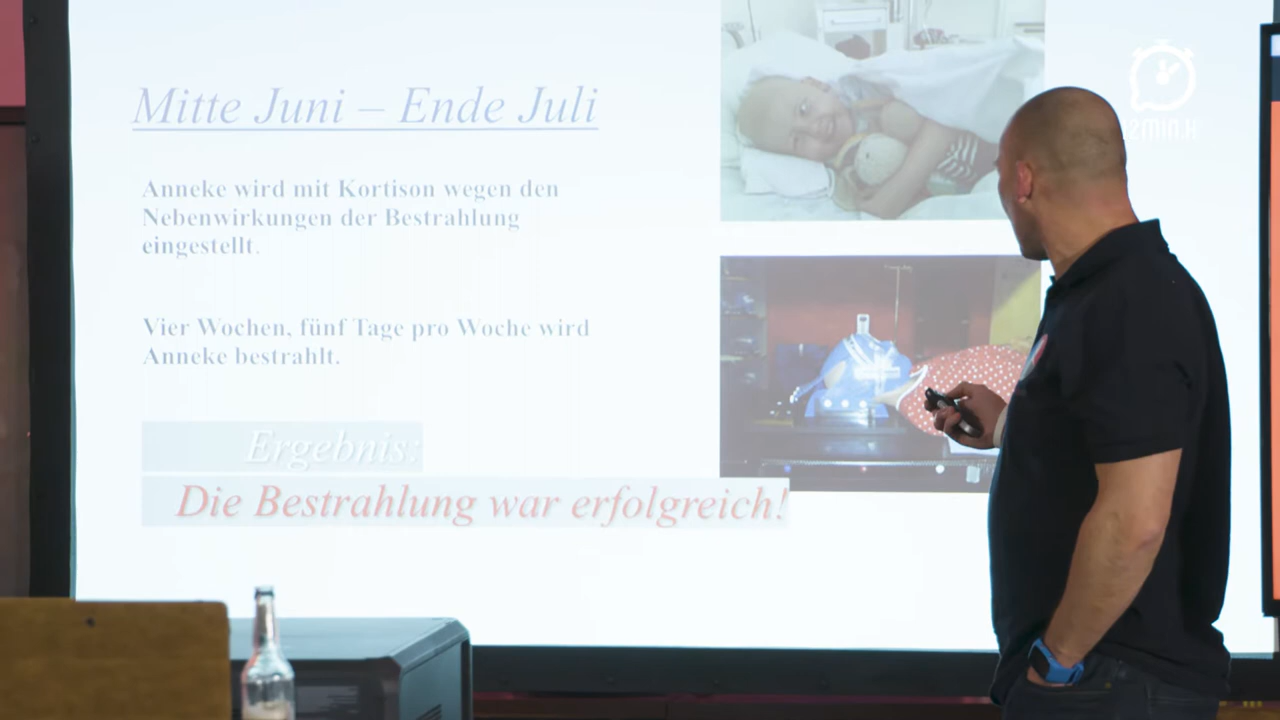 Mitte Juni – Ende Juli
Anneke wird mit Kortison wegen den
Nebenwirkungen der Bestrahlung
eingestellt.
Vier Wochen, fünf Tage pro Woche wird
Anneke bestrahlt.
Ergebnis:
Die Bestrahlung war erfolgreich!